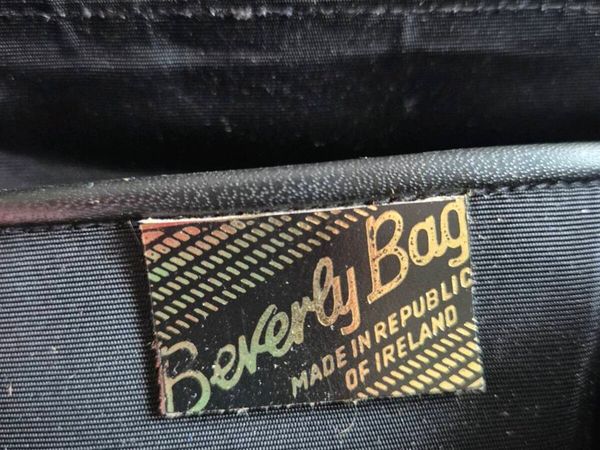 Beverly Bag
MADE IN REPUBLIC
OF IRELAND